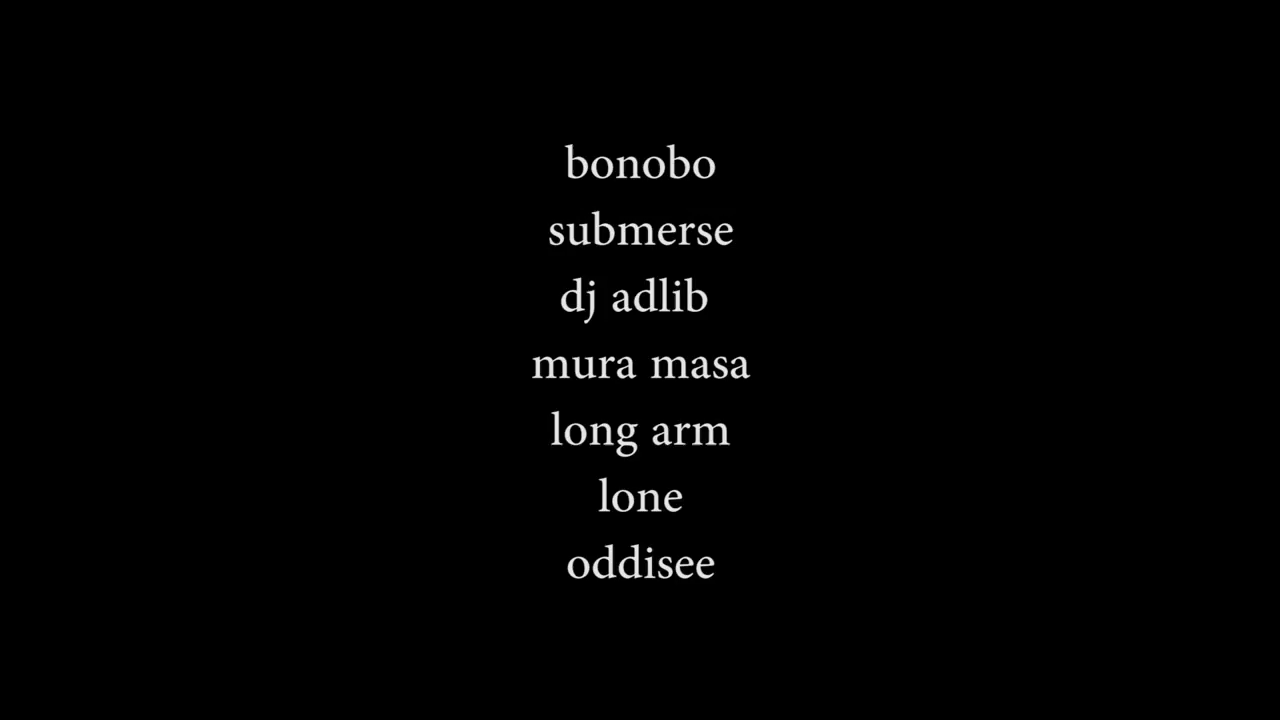 bonobo
submerse
dj adlib
mura masa
long arm
lone
oddisee